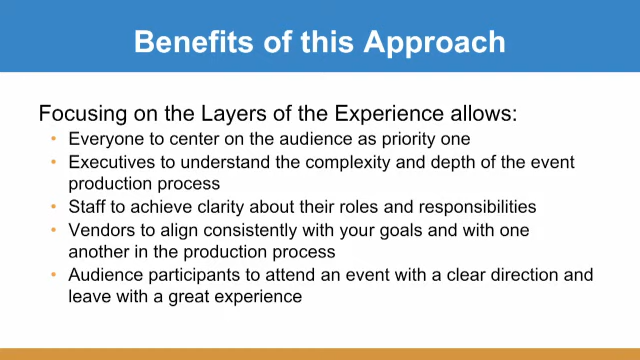 Benefits of this Approach
Focusing on the Layers of the Experience allows:
• Everyone to center on the audience as priority one
• Executives to understand the complexity and depth of the event
production process
• Staff to achieve clarity about their roles and responsibilities
• Vendors to align consistently with your goals and with one
another in the production process
• Audience participants to attend an event with a clear direction and
leave with a great experience